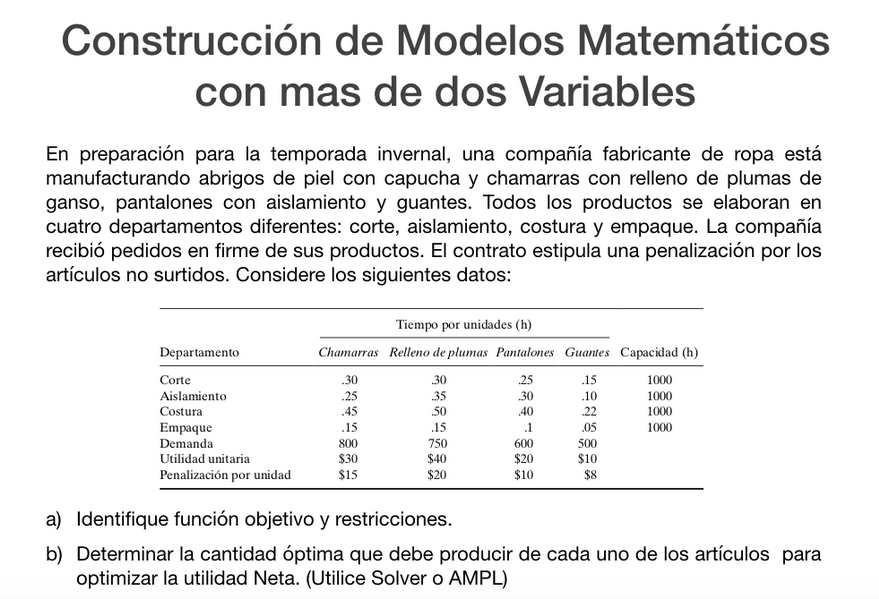 Construcción de Modelos Matemáticos
con mas de dos Variables
En preparación para la temporada invernal, una compañía fabricante de ropa está
manufacturando abrigos de piel con capucha y chamarras con relleno de plumas de
ganso, pantalones con aislamiento y guantes. Todos los productos se elaboran en
cuatro departamentos diferentes: corte, aislamiento, costura y empaque. La compañía
recibió pedidos en firme de sus productos. El contrato estipula una penalización por los
artículos no surtidos. Considere los siguientes datos:
Tiempo por unidades (h)
Departamento Chamarras Relleno de plumas Pantalones Guantes Capacidad (h)
Corte .30 .30 .25 .15 1000
Aislamiento .25 .35 .30 .10 1000
Costura .45 .50 .40 .22 1000
Empaque .15 .15 .1 .05 1000
Demanda 800 750 600 500
Utilidad unitaria $30 $40 $20 $10
Penalización por unidad $15 $20 $10 $8
a) Identifique función objetivo y restricciones.
b) Determinar la cantidad óptima que debe producir de cada uno de los artículos para
optimizar la utilidad Neta. (Utilice Solver o AMPL)